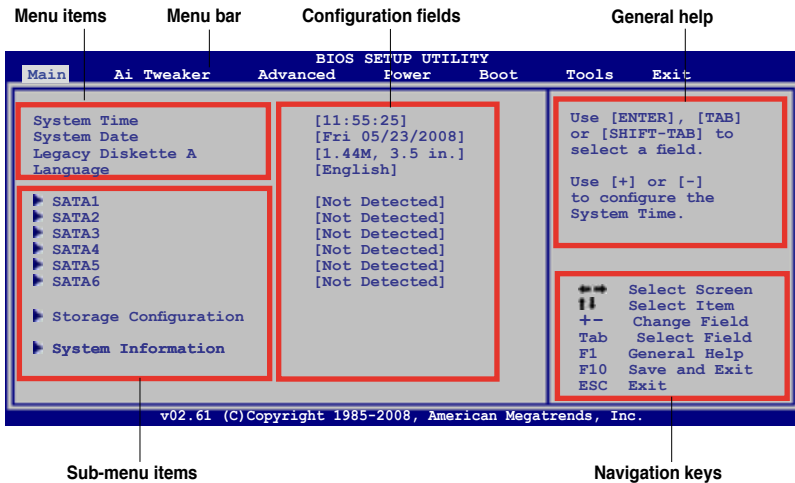 Menu items Menu bar Configuration fields General help
BIOS SETUP UTILITY
Main Ai Tweaker Advanced Power Boot Tools Exit
System Time [11:55:25]
System Date [Fri 05/23/2008]
Legacy Diskette A [1.44M, 3.5 in.]
Language [English]
SATA1 [Not Detected]
SATA2 [Not Detected]
SATA3 [Not Detected]
SATA4 [Not Detected]
SATA5 [Not Detected]
SATA6 [Not Detected]
Storage Configuration
System Information
Use [ENTER], [TAB]
or [SHIFT-TAB] to
select a field.
Use [+] or [-]
to configure the
System Time.
Select Screen
Select Item
+- Change Field
Tab Select Field
F1 General Help
F10 Save and Exit
ESC Exit
v02.61 (C)Copyright 1985-2008, American Megatrends, Inc.
Sub-menu items Navigation keys